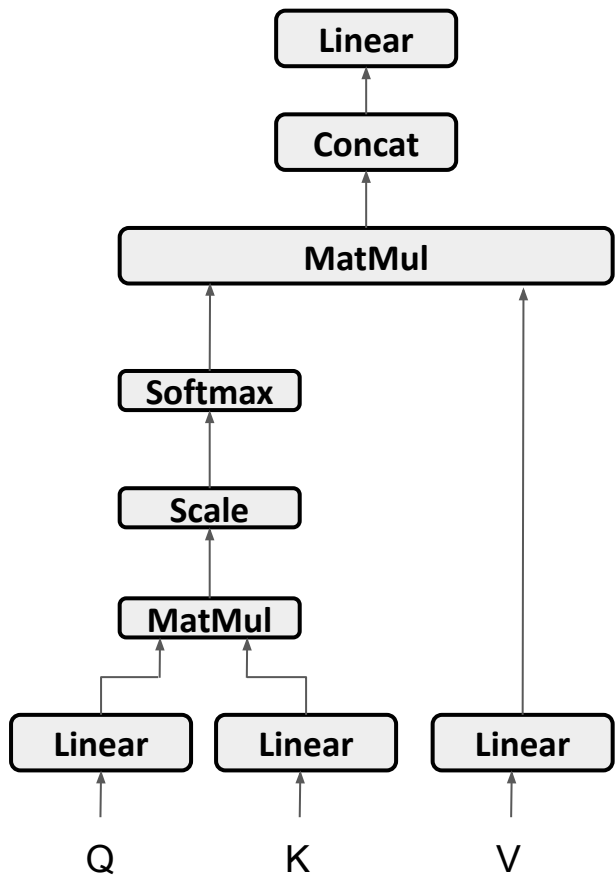 Linear
Concat
MatMul
Softmax
Scale
MatMul
Linear Linear Linear
Q K V